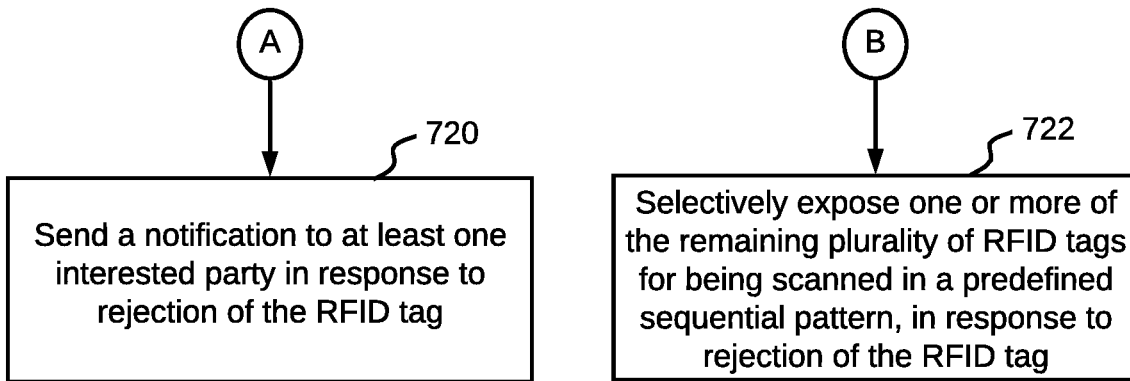 A
720
Send a notification to at least one
interested party in response to
rejection of the RFID tag
B
722
Selectively expose one or more of
the remaining plurality of RFID tags
for being scanned in a predefined
sequential pattern, in response to
rejection of the RFID tag